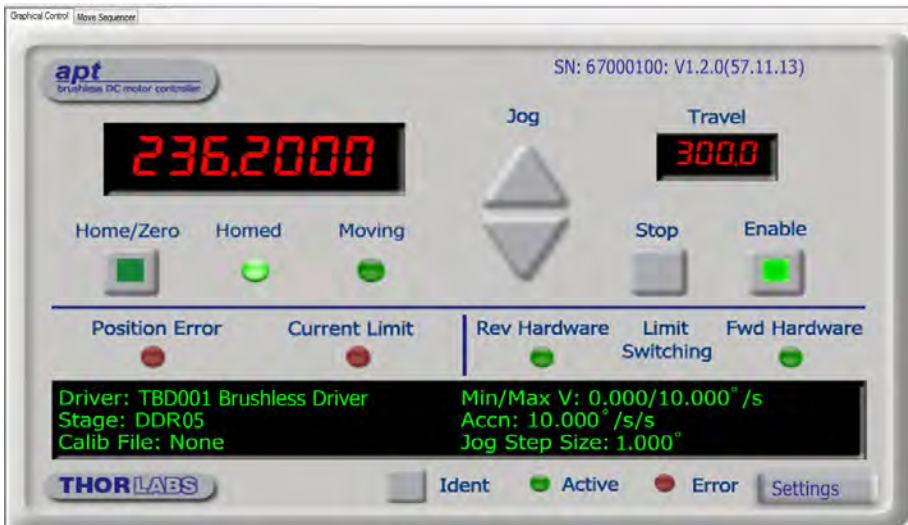 Graphical Control Move Sequencer
apt
brushless DC motor controller
SN: 67000100: V1.2.0(57.11.13)
Jog
Travel
236.2000
300.0
Home/Zero Homed Moving
Stop Enable
Position Error Current Limit
Rev Hardware Limit Switching Fwd Hardware
Driver: TBD001 Brushless Driver
Stage: DDR05
Calib File: None
Min/Max V: 0.000/10.000°/s
Accn: 10.000°/s/s
Jog Step Size: 1.000°
THORLABS
Ident Active Error Settings